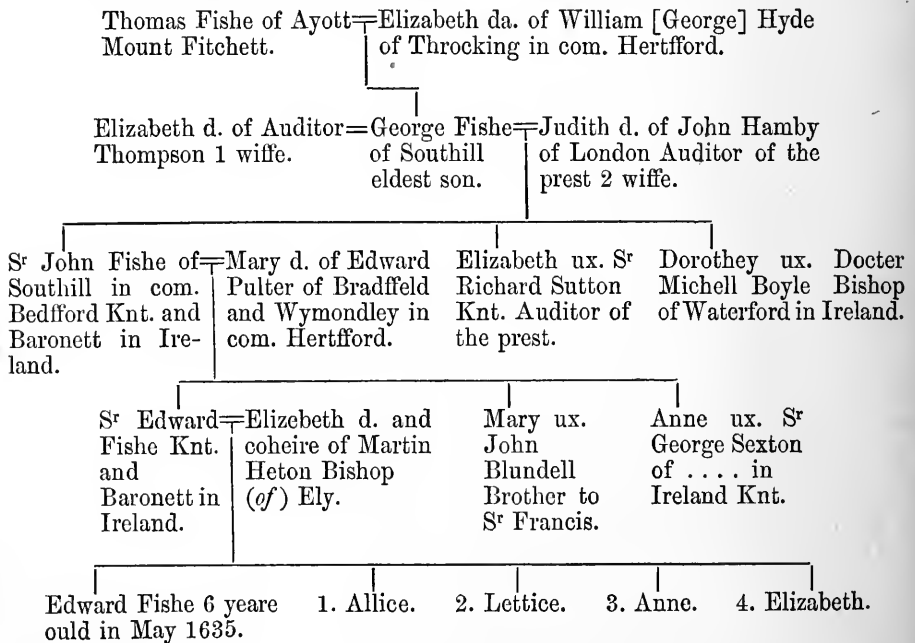 Thomas Fishe of Ayott=Elizabeth da. of William [George] Hyde
Mount Fitchett. of Throcking in com. Hertfford.
Elizabeth d. of Auditor=George Fishe=Judith d. of John Hamby
Thompson 1 wiffe. of Southill of London Auditor of the
eldest son. prest 2 wiffe.
Sr John Fishe of=Mary d. of Edward
Southill in com. Pulter of Bradffeld
Bedfford Knt. and and Wymondley in
Baronett in Ire- com. Hertfford.
land.
Elizabeth ux. Sr
Richard Sutton
Knt. Auditor of
the prest.
Dorothey ux. Docter
Michell Boyle Bishop
of Waterford in Ireland.
Sr Edward=Elizebeth d. and
Fishe Knt. coheire of Martin
and Heton Bishop
Baronett in (of) Ely.
Ireland.
Mary ux.
John
Blundell
Brother to
Sr Francis.
Anne ux. Sr
George Sexton
of .... in
Ireland Knt.
Edward Fishe 6 yeare
ould in May 1635.
1. Allice.
2. Lettice.
3. Anne.
4. Elizabeth.